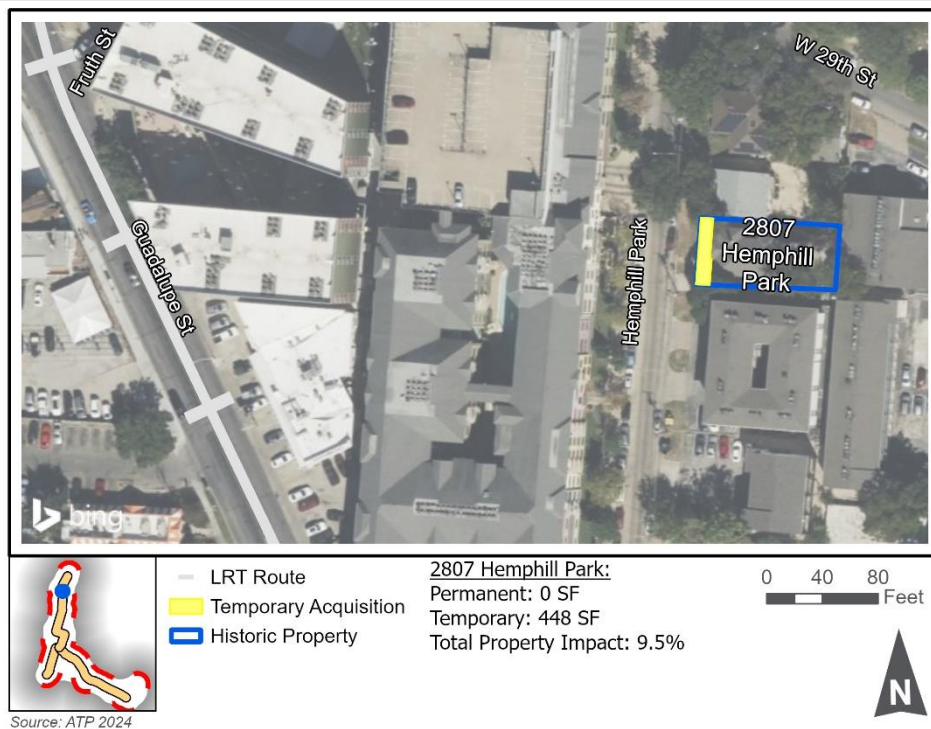 Fruth St
W 29th St
Guadalupe St
Hemphill Park
2807
Hemphill
Park
bing
LRT Route
Temporary Acquisition
Historic Property
2807 Hemphill Park:
Permanent: 0 SF
Temporary: 448 SF
Total Property Impact: 9.5%
0 40 80
Feet
N
Source: ATP 2024